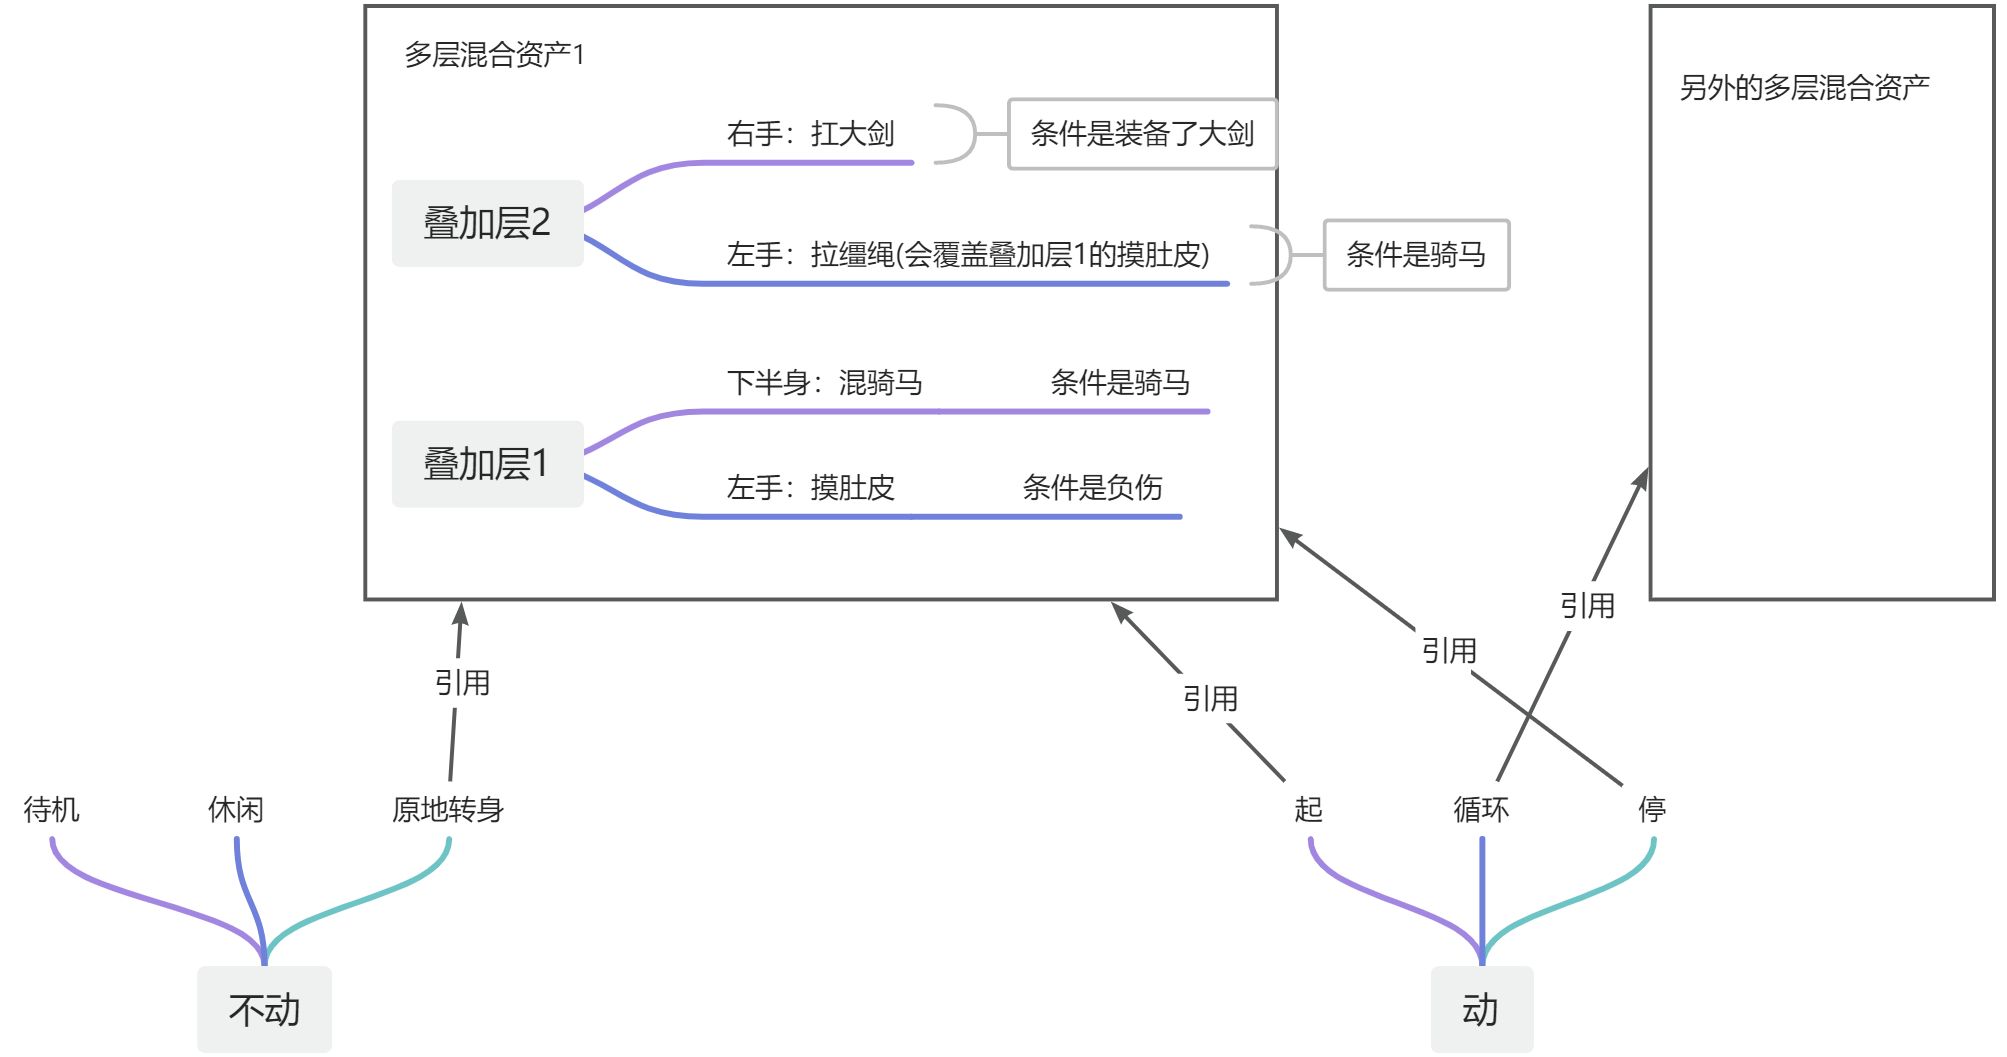 多层混合资产1
另外的多层混合资产
右手：扛大剑
条件是装备了大剑
叠加层2
左手：拉缰绳(会覆盖叠加层1的摸肚皮)
条件是骑马
下半身：混骑马
条件是骑马
叠加层1
左手：摸肚皮
条件是负伤
引用
引用
引用
引用
待机
休闲
原地转身
起
循环
停
不动
动